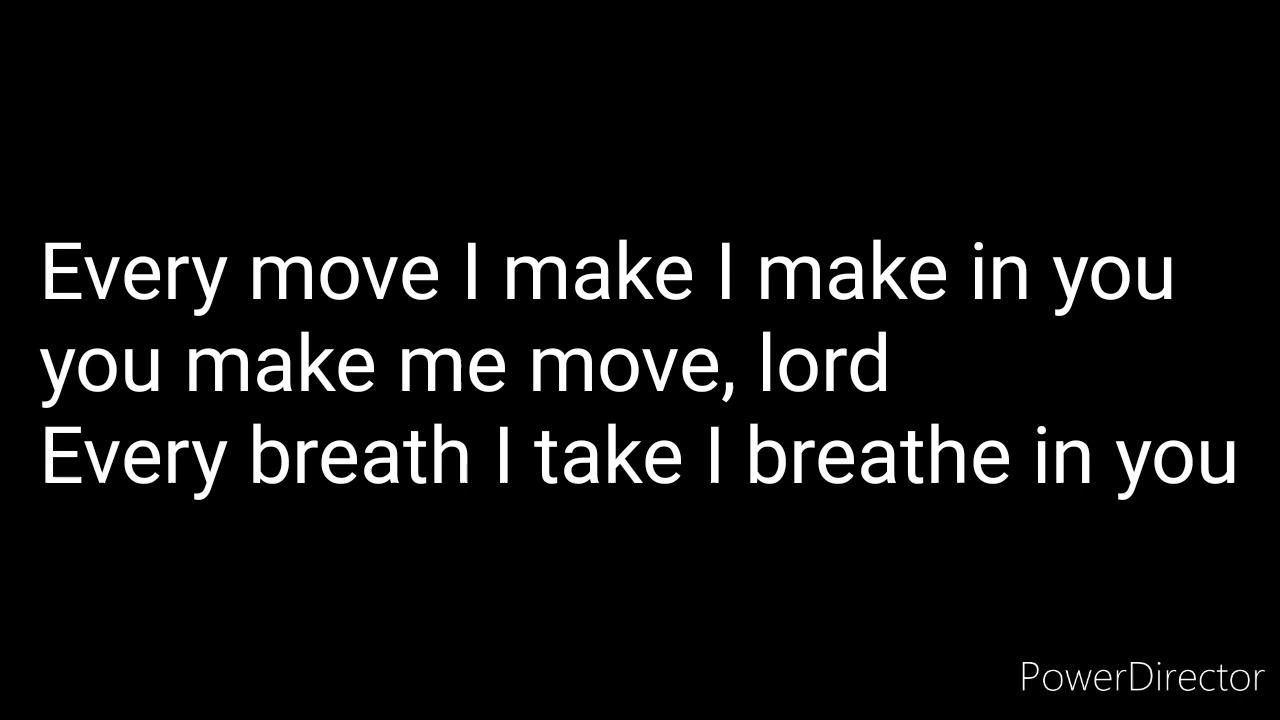 Every move I make I make in you
you make me move, lord
Every breath I take I breathe in you
PowerDirector